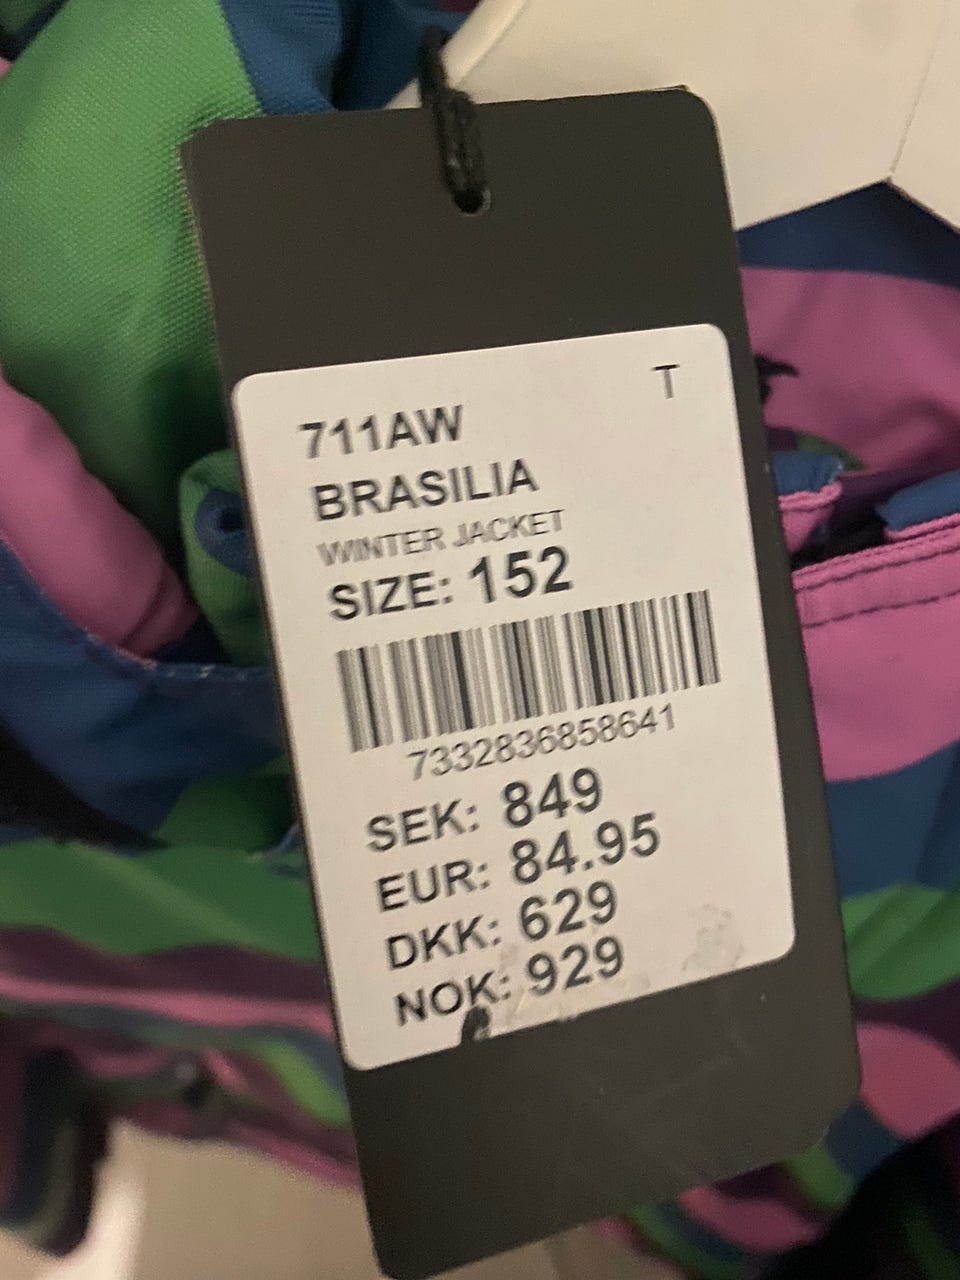 T
711AW
BRASILIA
WINTER JACKET
SIZE: 152
7332836858641
SEK: 849
EUR: 84.95
DKK: 629
NOK: 929